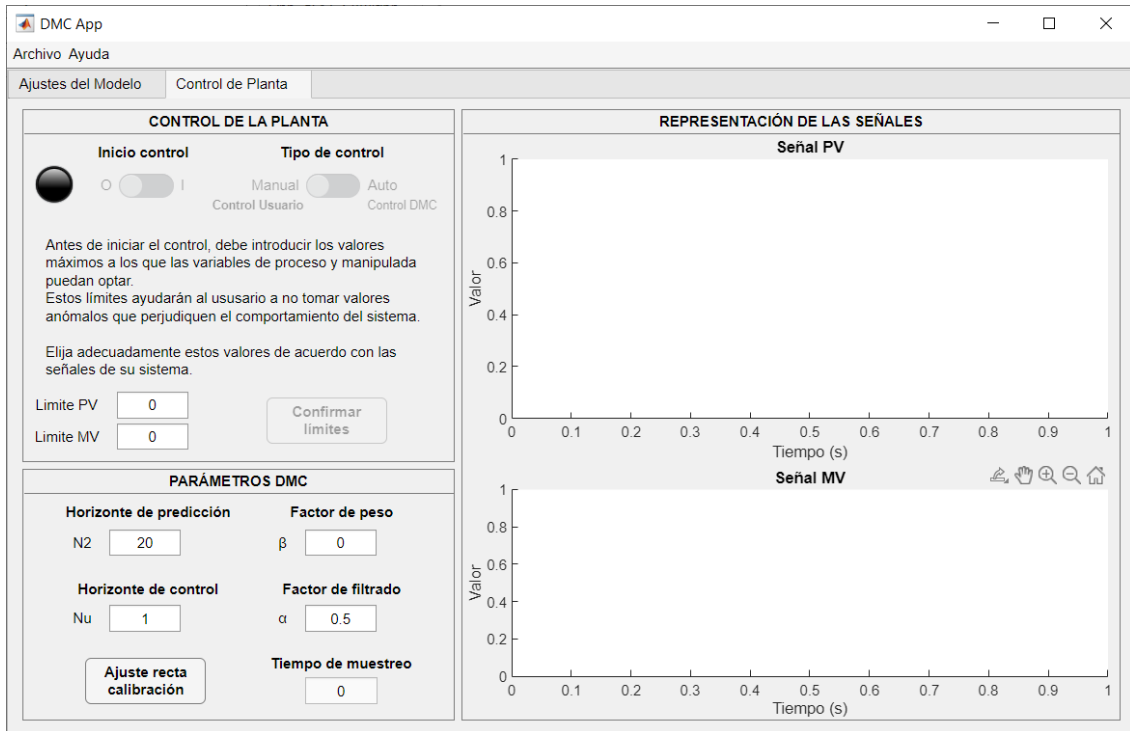 DMC App
Archivo Ayuda
Ajustes del Modelo
Control de Planta
CONTROL DE LA PLANTA
Inicio control
Tipo de control
O
I
Manual
Auto
Control Usuario
Control DMC
Antes de iniciar el control, debe introducir los valores
máximos a los que las variables de proceso y manipulada
puedan optar.
Estos límites ayudarán al ususario a no tomar valores
anómalos que perjudiquen el comportamiento del sistema.
Elija adecuadamente estos valores de acuerdo con las
señales de su sistema.
Limite PV
0
Limite MV
0
Confirmar
límites
PARÁMETROS DMC
Horizonte de predicción
Factor de peso
N2
20
β
0
Horizonte de control
Factor de filtrado
Nu
1
α
0.5
Ajuste recta
calibración
Tiempo de muestreo
0
REPRESENTACIÓN DE LAS SEÑALES
Señal PV
1
0.8
0.6
0.4
0.2
0
Valor
0 0.1 0.2 0.3 0.4 0.5 0.6 0.7 0.8 0.9 1
Tiempo (s)
Señal MV
1
0.8
0.6
0.4
0.2
0
Valor
0 0.1 0.2 0.3 0.4 0.5 0.6 0.7 0.8 0.9 1
Tiempo (s)